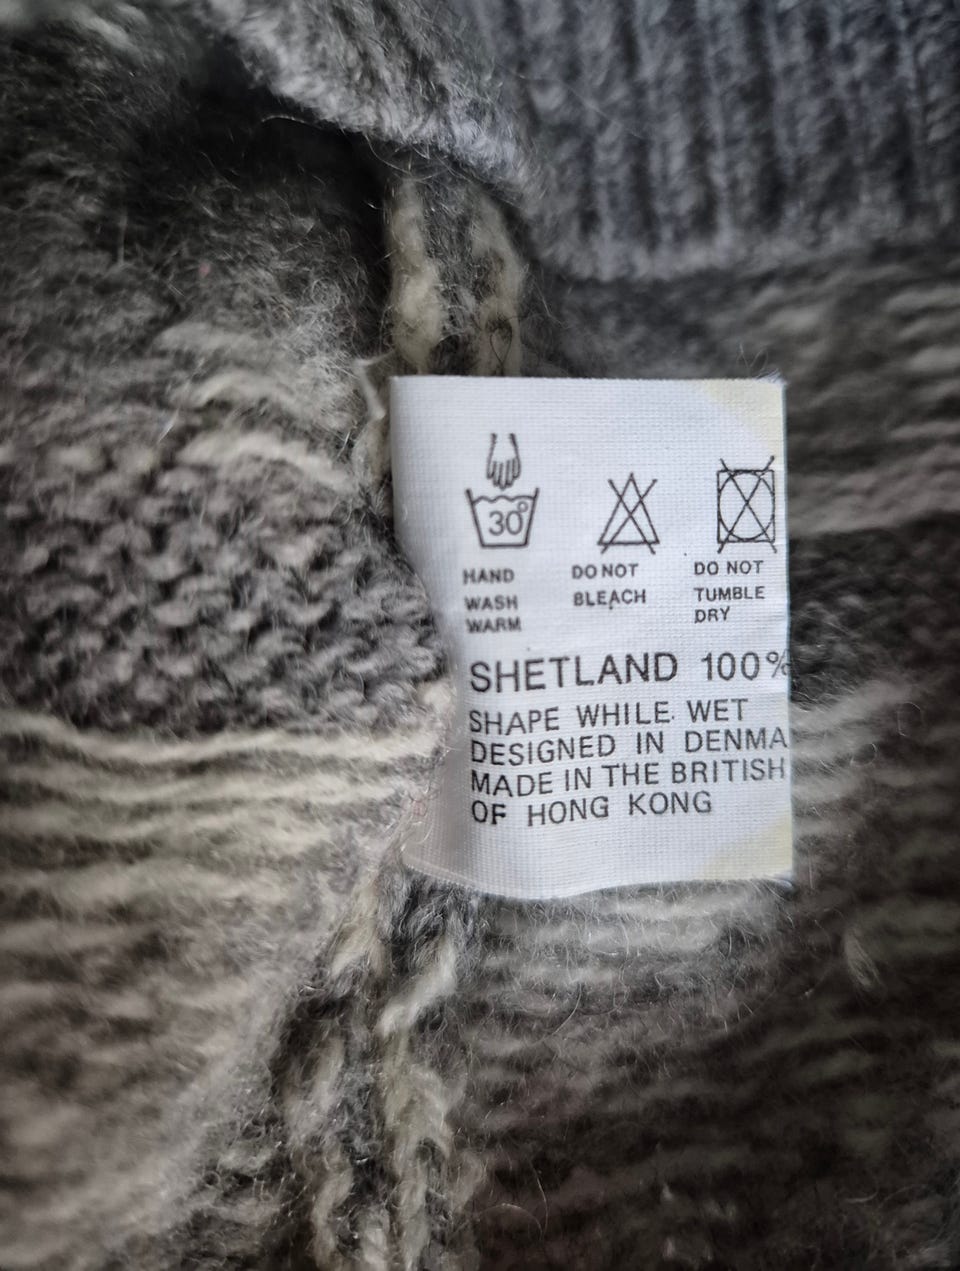 30°
HAND
WASH
WARM
DO NOT
BLEACH
DO NOT
TUMBLE
DRY
SHETLAND 100%
SHAPE WHILE WET
DESIGNED IN DENMA
MADE IN THE BRITISH
OF HONG KONG